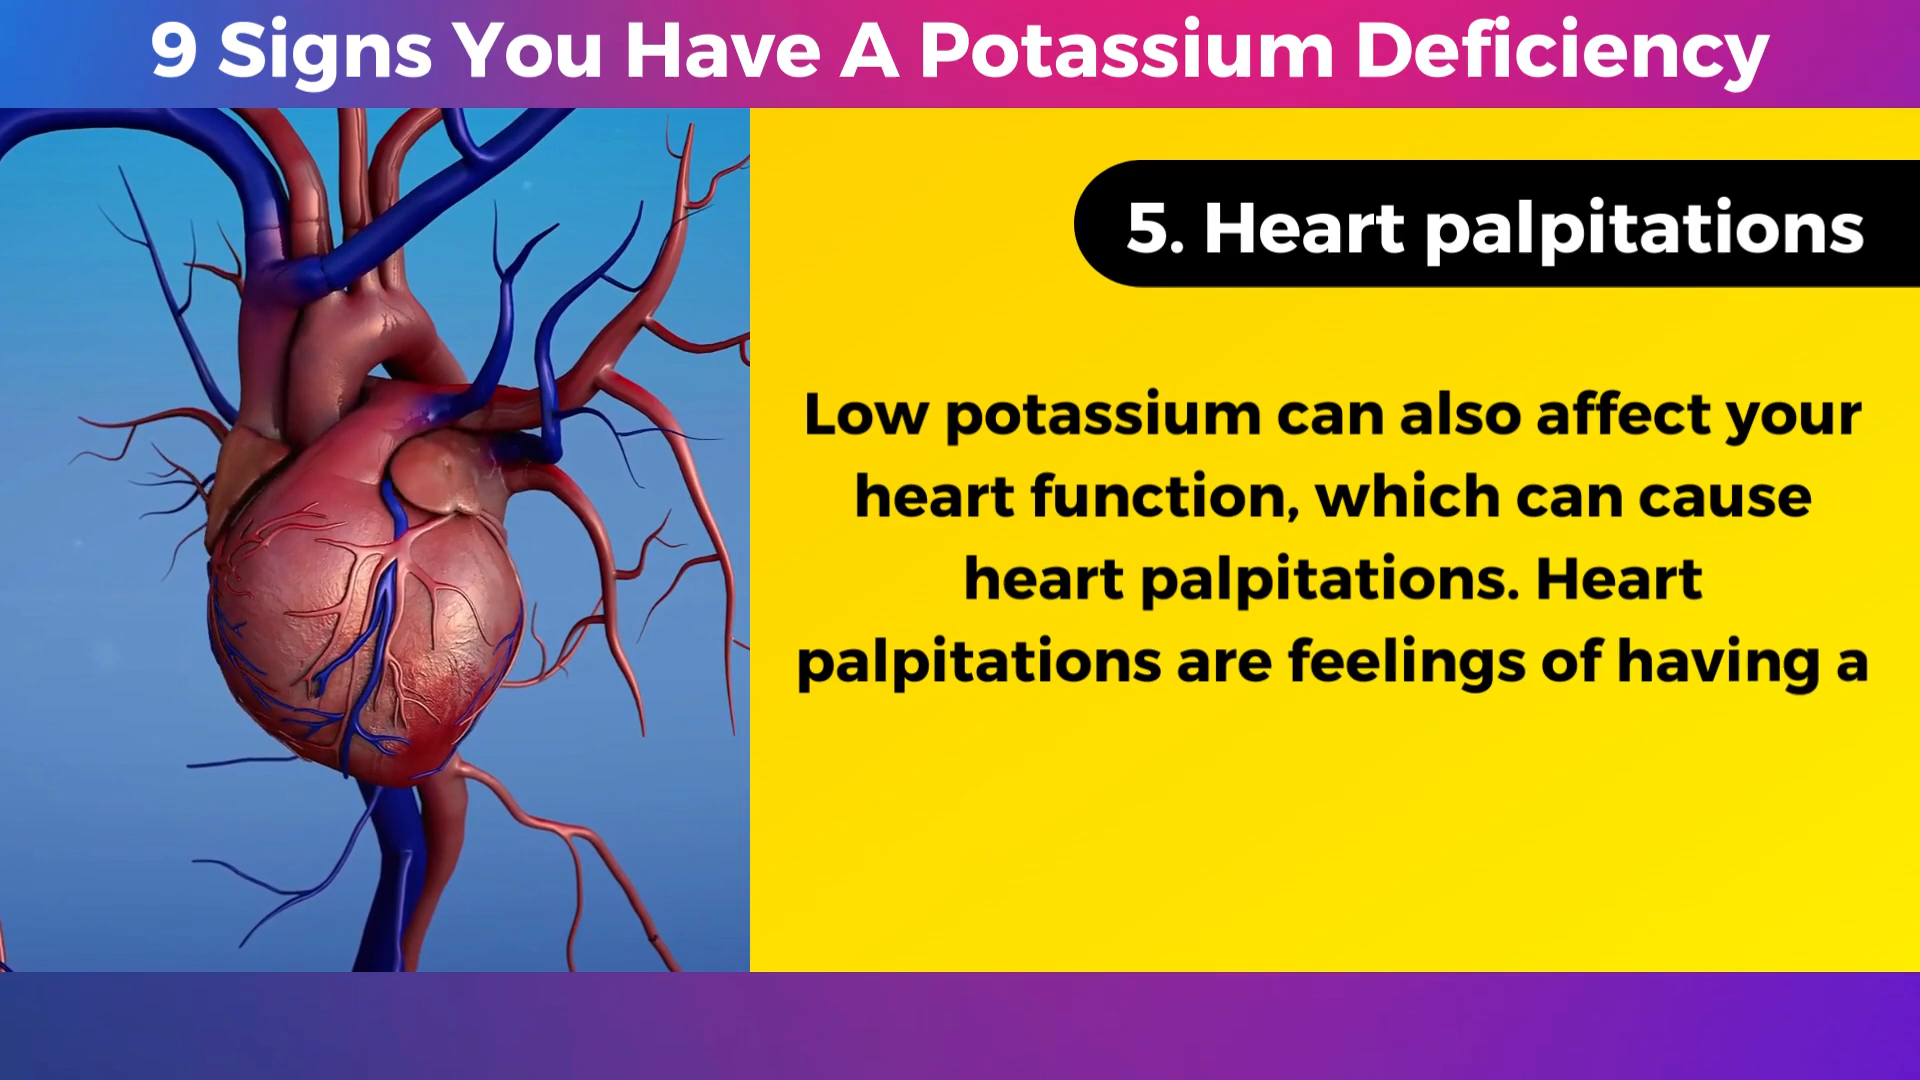 9 Signs You Have A Potassium Deficiency
5. Heart palpitations
Low potassium can also affect your
heart function, which can cause
heart palpitations. Heart
palpitations are feelings of having a